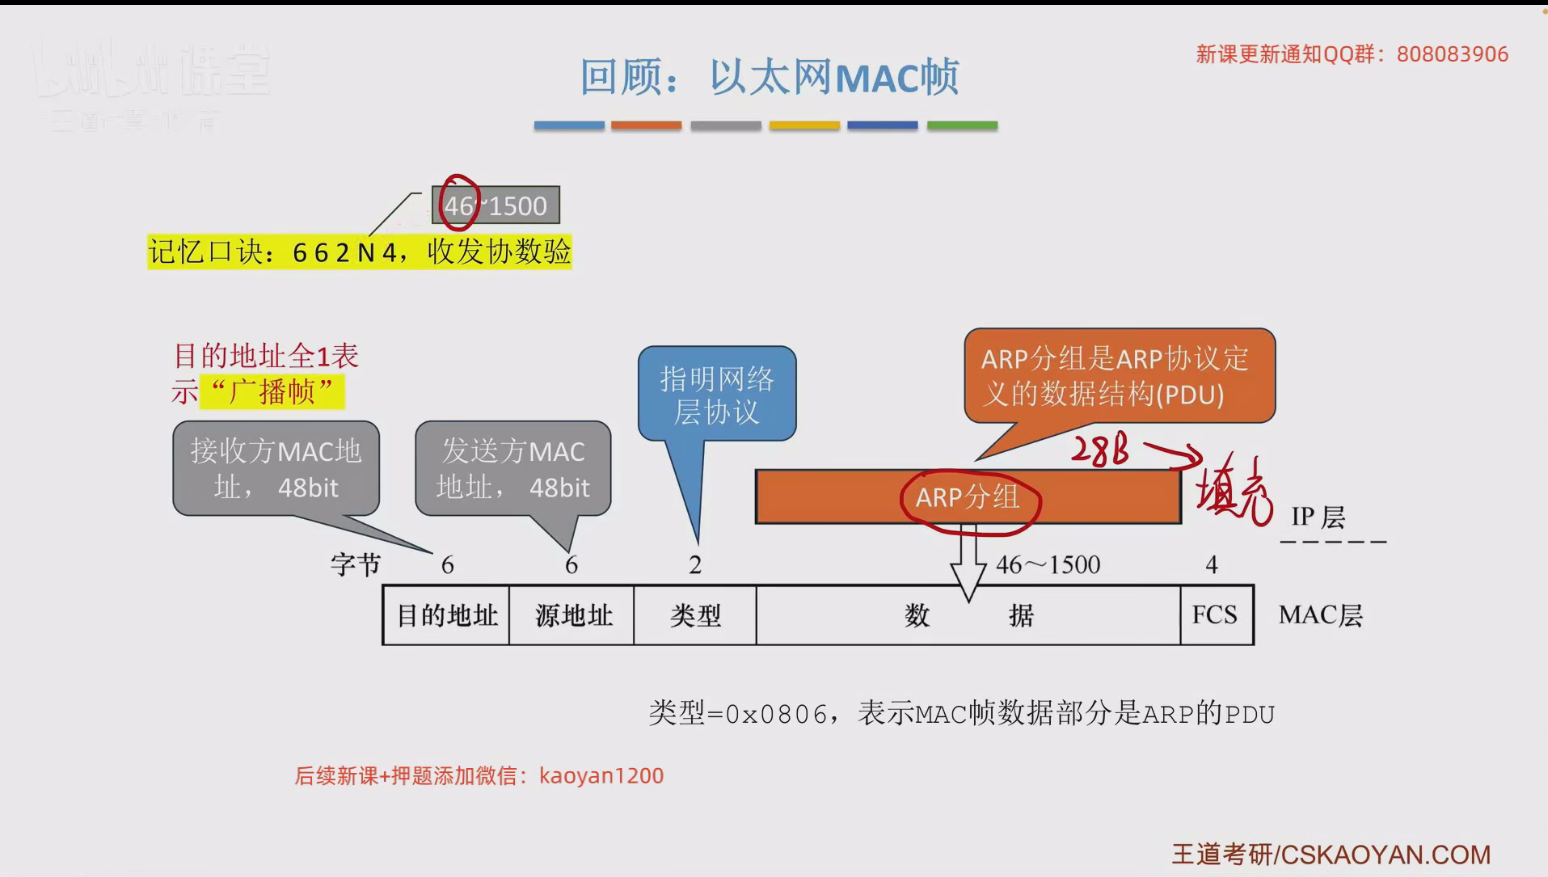 课堂
新课更新通知QQ群：808083906
回顾：以太网MAC帧
46~1500
记忆口诀：6 6 2 N 4，收发协数验
目的地址全1表
示“广播帧”
接收方MAC地
址， 48bit
发送方MAC
地址， 48bit
指明网络
层协议
ARP分组是ARP协议定
义的数据结构(PDU)
28B
填充
ARP分组
IP 层
字节 6 6 2 46～1500 4
目的地址 源地址 类型 数 据 FCS MAC层
类型=0x0806，表示MAC帧数据部分是ARP的PDU
后续新课+押题添加微信：kaoyan1200
王道考研/CSKAOYAN.COM